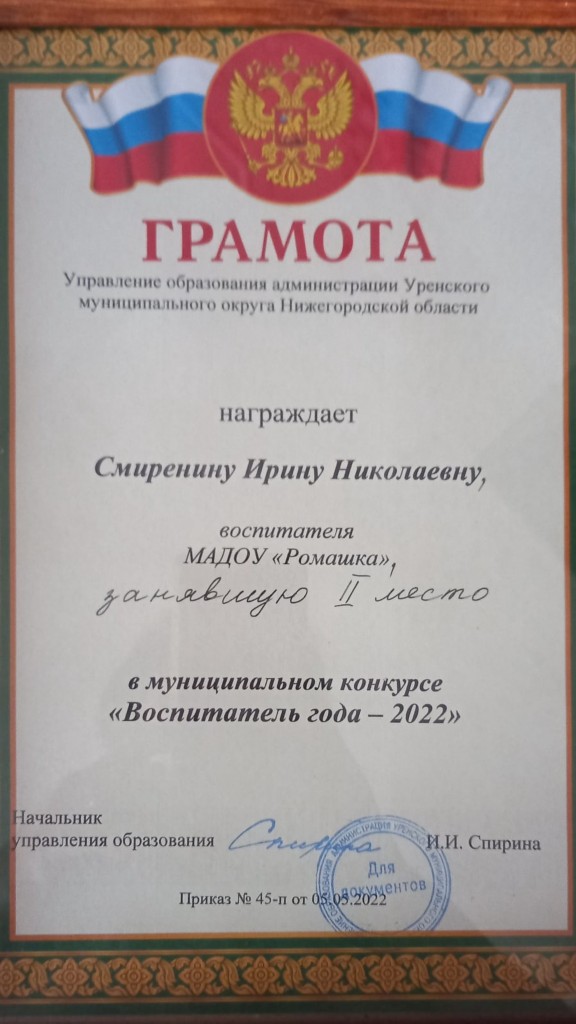 ГРАМОТА
Управление образования администрации Уренского
муниципального округа Нижегородской области
награждает
Смиренину Ирину Николаевну,
воспитателя
МАДОУ «Ромашка»,
занявшую II место
в муниципальном конкурсе
«Воспитатель года – 2022»
Начальник
управления образования Спирина И.И. Спирина
Для
документов
Приказ № 45-п от 05.05.2022